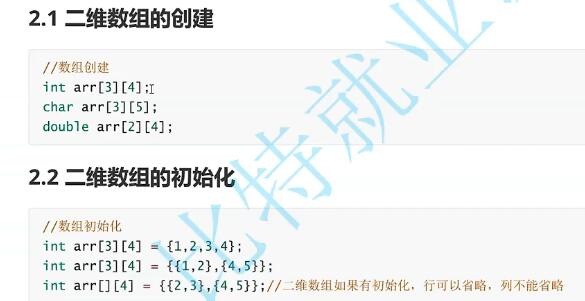 2.1 二维数组的创建
//数组创建
int arr[3][4];
char arr[3][5];
double arr[2][4];
2.2 二维数组的初始化
//数组初始化
int arr[3][4] = {1,2,3,4};
int arr[3][4] = {{1,2},{4,5}};
int arr[][4] = {{2,3},{4,5}};//二维数组如果有初始化，行可以省略，列不能省略
比特就业